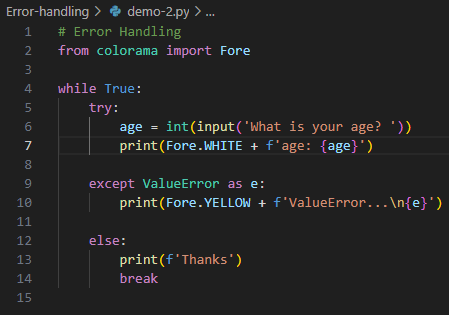 Error-handling > demo-2.py > ...
1 # Error Handling
2 from colorama import Fore
3
4 while True:
5     try:
6         age = int(input('What is your age? '))
7         print(Fore.WHITE + f'age: {age}')
8
9     except ValueError as e:
10         print(Fore.YELLOW + f'ValueError...\n{e}')
11
12     else:
13         print(f'Thanks')
14         break
15